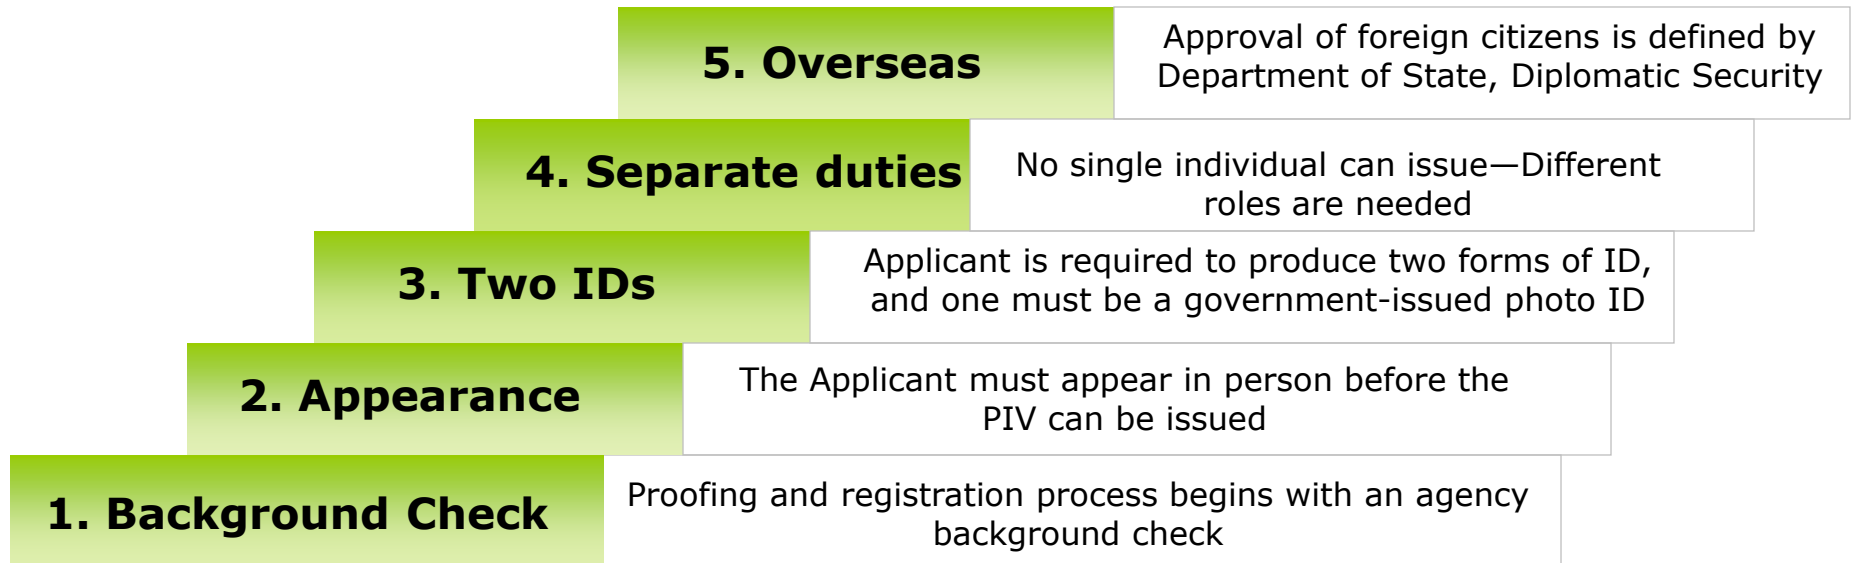 5. Overseas
Approval of foreign citizens is defined by
Department of State, Diplomatic Security
4. Separate duties
No single individual can issue—Different
roles are needed
3. Two IDs
Applicant is required to produce two forms of ID,
and one must be a government-issued photo ID
2. Appearance
The Applicant must appear in person before the
PIV can be issued
1. Background Check
Proofing and registration process begins with an agency
background check